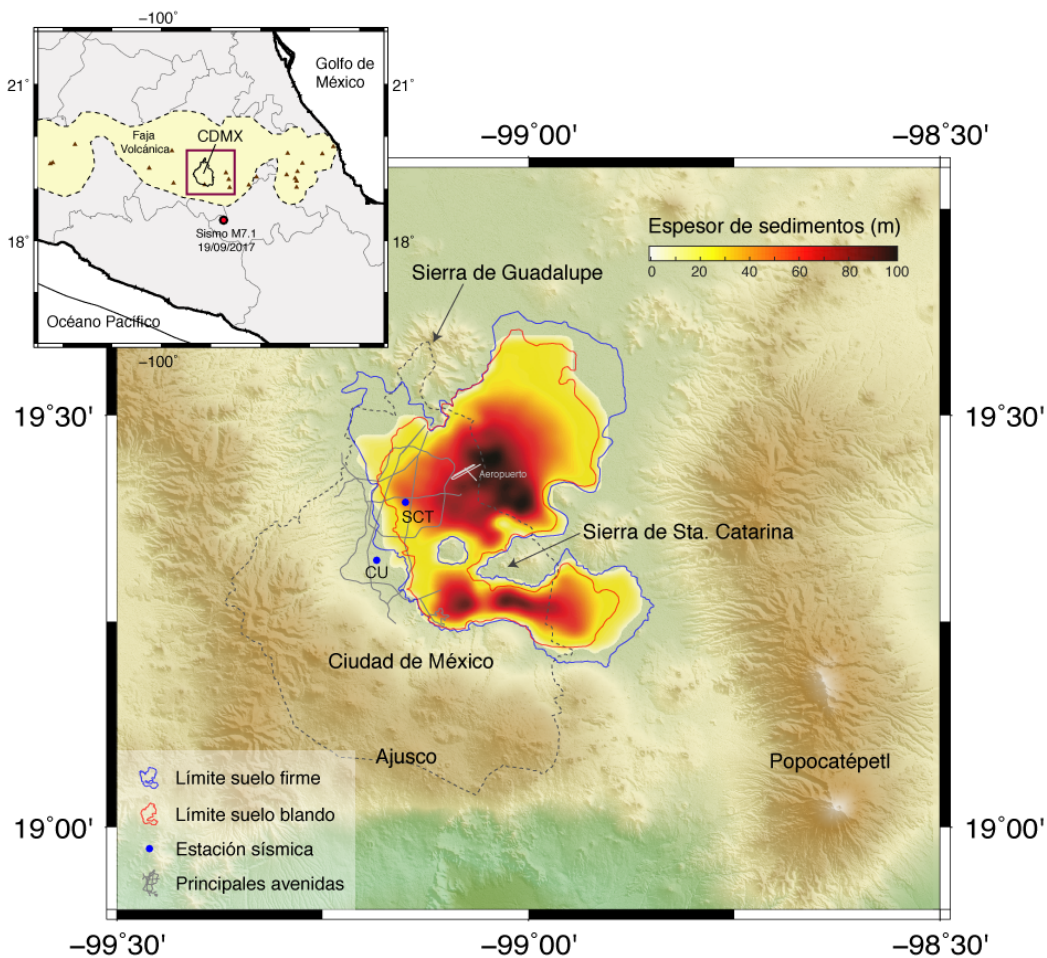 -100˚
Golfo de
México
21˚
21˚
Faja
Volcánica
CDMX
18˚
18˚
Sismo M7.1
19/09/2017
Océano Pacífico
-100˚
-99˚00'
-98˚30'
Espesor de sedimentos (m)
0 20 40 60 80 100
Sierra de Guadalupe
19˚30'
19˚30'
Aeropuerto
SCT
Sierra de Sta. Catarina
CU
Ciudad de México
Ajusco
Popocatépetl
Límite suelo firme
Límite suelo blando
Estación sísmica
Principales avenidas
19˚00'
19˚00'
-99˚30'
-99˚00'
-98˚30'